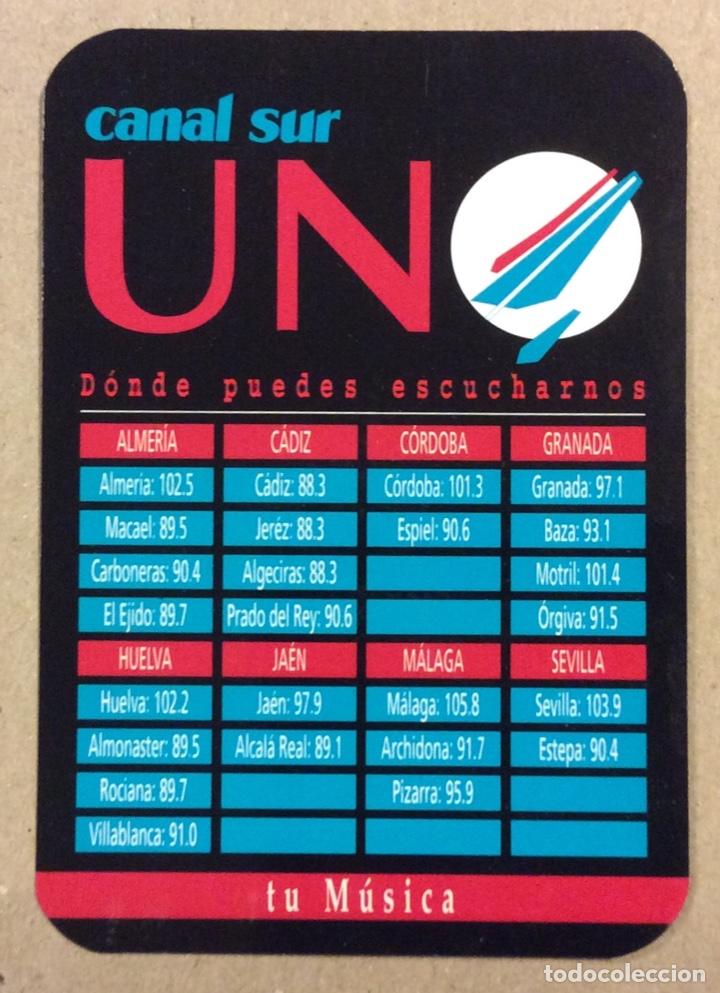 canal sur
UNO
Dónde puedes escucharnos
ALMERÍA CÁDIZ CÓRDOBA GRANADA
Almería: 102.5 Cádiz: 88.3 Córdoba: 101.3 Granada: 97.1
Macael: 89.5 Jeréz: 88.3 Espiel: 90.6 Baza: 93.1
Carboneras: 90.4 Algeciras: 88.3 Motril: 101.4
El Ejido: 89.7 Prado del Rey: 90.6 Órgiva: 91.5
HUELVA JAÉN MÁLAGA SEVILLA
Huelva: 102.2 Jaén: 97.9 Málaga: 105.8 Sevilla: 103.9
Almonaster: 89.5 Alcalá Real: 89.1 Archidona: 91.7 Estepa: 90.4
Rociana: 89.7 Pizarra: 95.9
Villablanca: 91.0
tu Música
todocoleccion